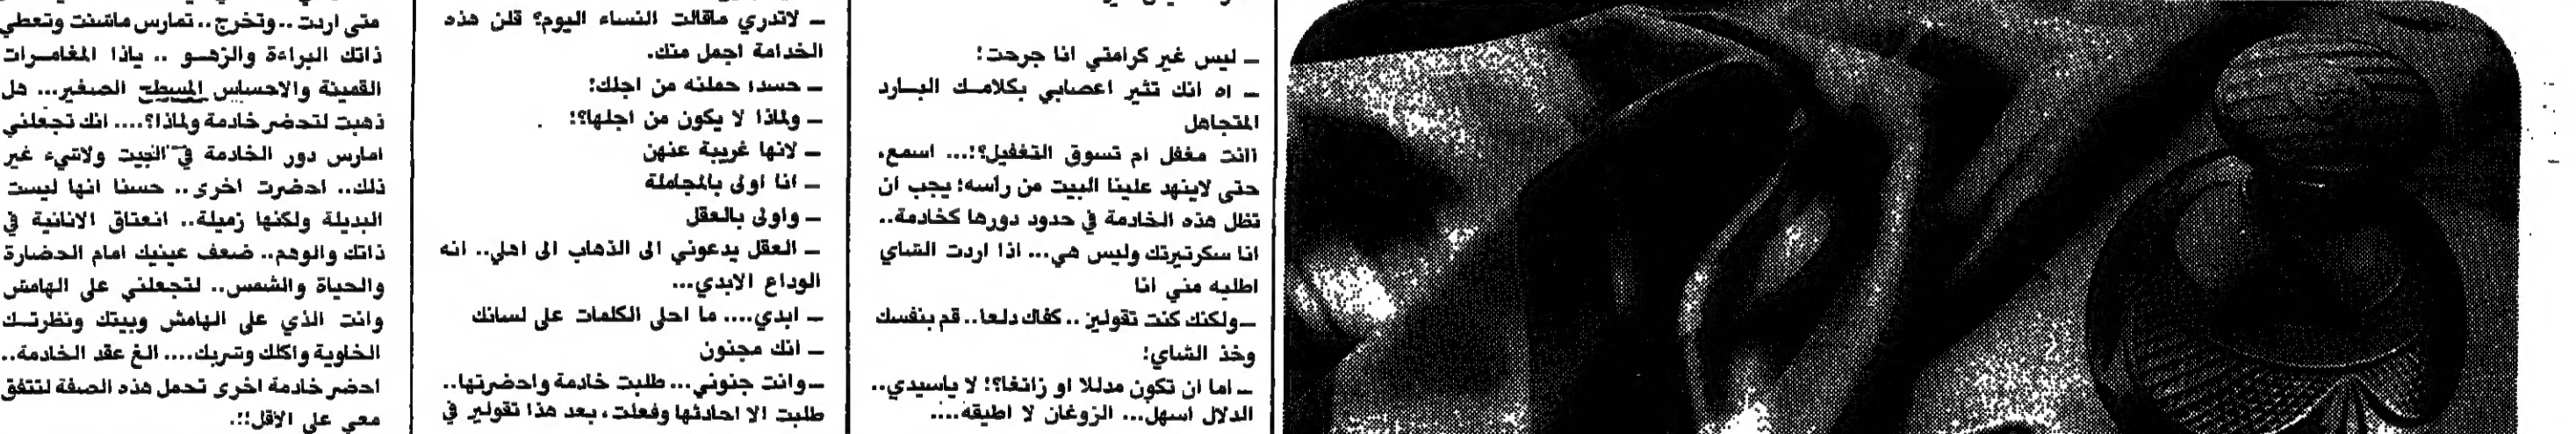 ـ ليس غير كرامتي انا جرحت!
ـ اه انك تثير اعصابي بكلامك البارد
المتجاهل
أانت مغفل ام تسوق التغفيل؟!... اسمع،
حتى لاينهد علينا البيت من راسه؛ يجب ان
تظل هذه الخادمة في حدود دورها كخادمة..
انا سكرتيرتك وليس هي... اذا اردت الشاي
اطلبه مني انا
ـ ولكنك كنت تقولين .. كفاك دلعا.. قم بنفسك
وخذ الشاي:
ـ اما ان تكون مدللا او زائغا؟! لا ياسيدي..
الدلال اسهل... الزوغان لا اطيقه....
ـ لاتدري ماقالت النساء اليوم؟ قلن هذه
الخدامة اجمل منك.
ـ حسدا حملنه من اجلك!
ـ ولماذا لا يكون من اجلها؟!
ـ لانها غريبة عنهن
ـ انا اولى بالمجاملة
ـ واولى بالعقل
ـ العقل يدعوني الى الذهاب الى اهلي.. انه
الوداع الابدي...
ـ ابدي.... ما احلى الكلمات على لسانك
ـ انك مجنون
ـ وانت جنوني... طلبت خادمة واحضرتها..
طلبت الا احادثها وفعلت، بعد هذا تقولين في
متى اردت ..وتخرج.. تمارس ماشئت وتعطي
ذاتك البراءة والزهو .. ياذا المغامرات
القميئة والاحساس المسطح الصغير... هل
ذهبت لتحضر خادمة ولماذا؟.... انك تجعلني
امارس دور الخادمة في البيت ولاشيء غير
ذلك.. احضرت اخرى.. حسنا انها ليست
البديلة ولكنها زميلة.. انعتاق الانانية في
ذاتك والوهم.. ضعف عينيك امام الحضارة
والحياة والشمس.. لتجعلني على الهامش
وانت الذي على الهامش وبيتك ونظرتك
الخاوية واكلك وشربك.... الغ عقد الخادمة..
احضر خادمة اخرى تحمل هذه الصفة لتتفق
معي على الاقل!!.